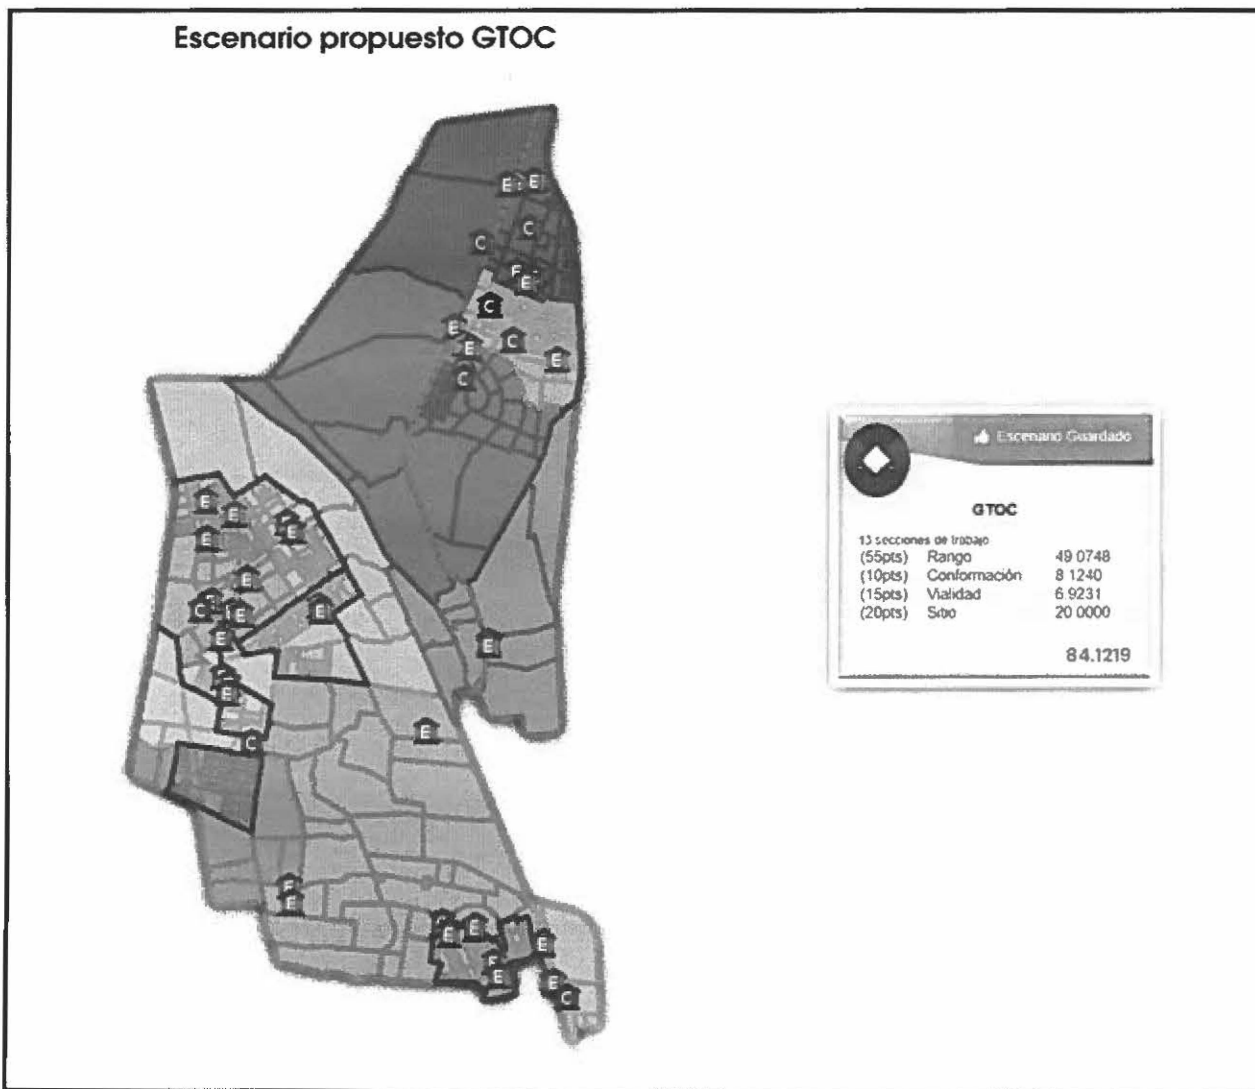 Escenario propuesto GTOC
E E
C
C
E
E
C
E
C
E
E
C
Escenario Guardado
GTOC
13 secciones de trabajo
(55pts) Rango 49 0748
(10pts) Conformación 8 1240
(15pts) Vialidad 6.9231
(20pts) Sitio 20 0000
84.1219
E
E
E
E
E
C
E
E
E
E
E
E
C
E
E
E
E
E
E
E
E
E
C